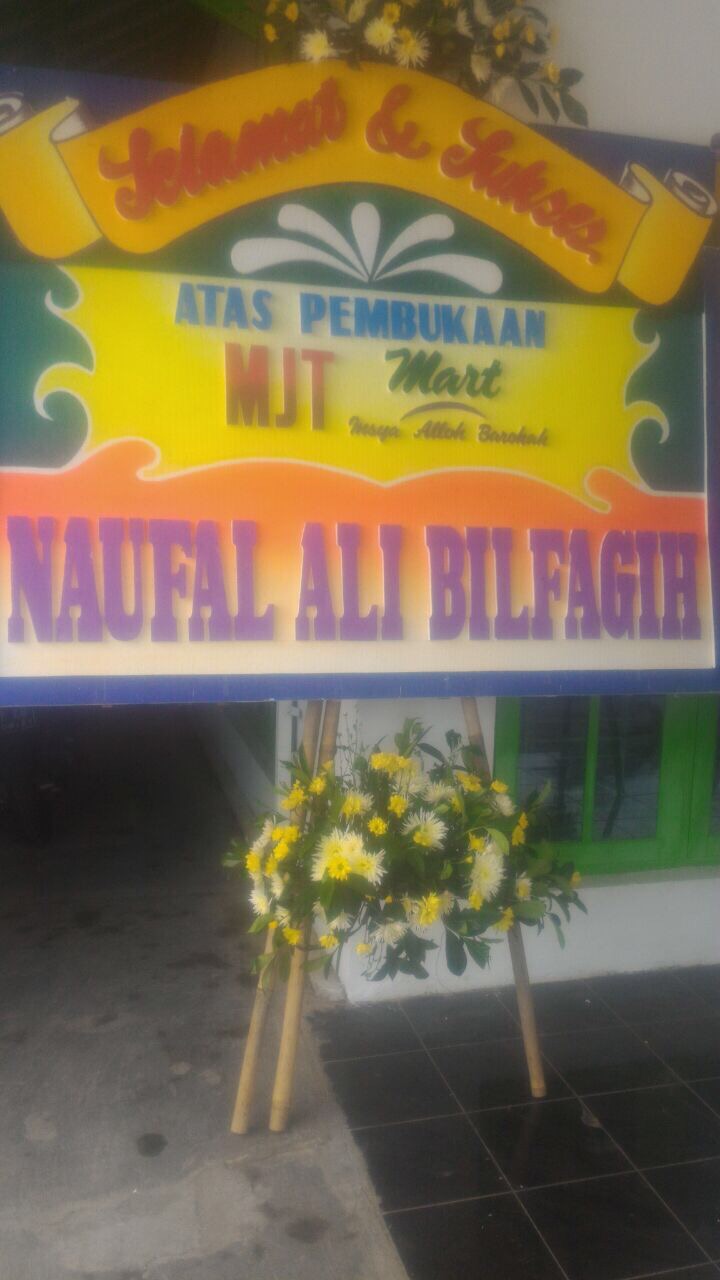 Selamat & Sukses
ATAS PEMBUKAAN
MJT Mart
Insya Alloh Barokah
NAUFAL ALI BILFAGIH